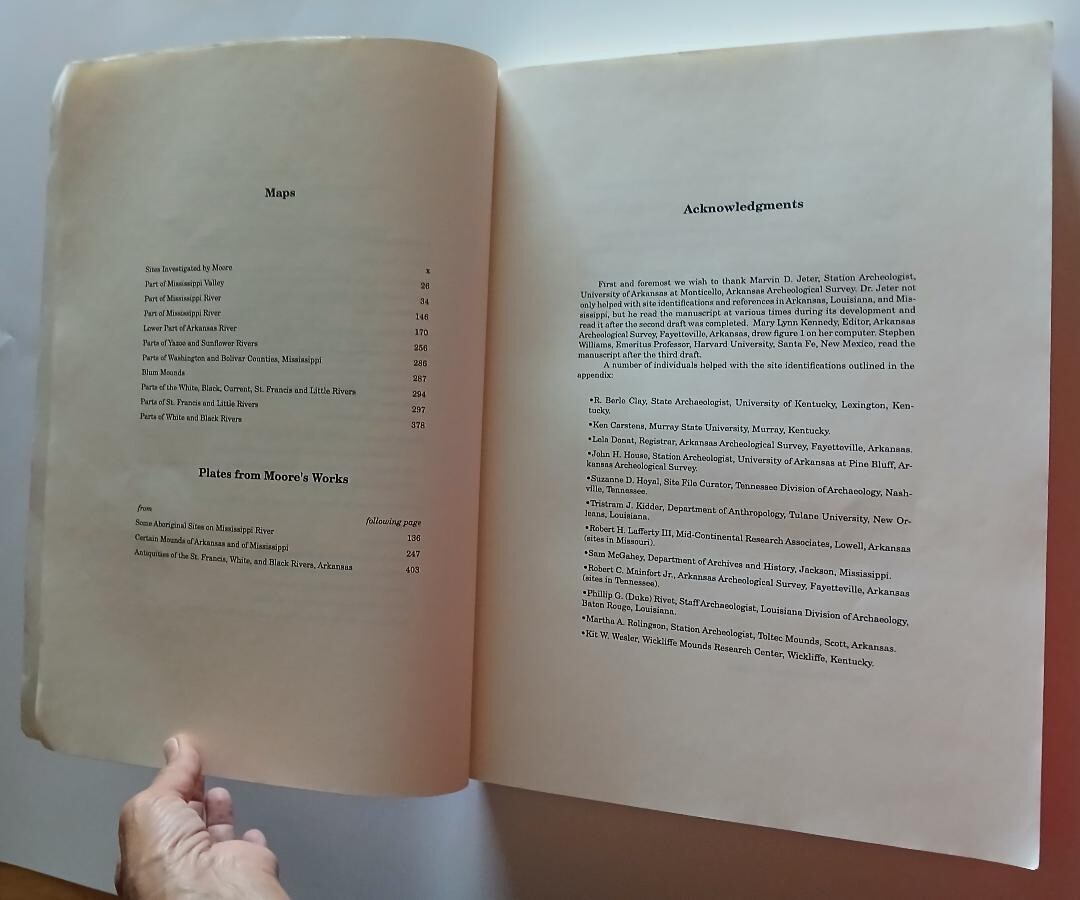 Maps
Sites Investigated by Moore x
Part of Mississippi Valley 26
Part of Mississippi River 34
Part of Mississippi River 146
Lower Part of Arkansas River 170
Parts of Yazoo and Sunflower Rivers 256
Parts of Washington and Bolivar Counties, Mississippi 286
Blum Mounds 287
Parts of the White, Black, Current, St. Francis and Little Rivers 294
Parts of St. Francis and Little Rivers 297
Parts of White and Black Rivers 378
Plates from Moore's Works
from following page
Some Aboriginal Sites on Mississippi River 136
Certain Mounds of Arkansas and of Mississippi 247
Antiquities of the St. Francis, White, and Black Rivers, Arkansas 403
Acknowledgments
First and foremost we wish to thank Marvin D. Jeter, Station Archeologist,
University of Arkansas at Monticello, Arkansas Archeological Survey. Dr. Jeter not
only helped with site identifications and references in Arkansas, Louisiana, and Mis-
sissippi, but he read the manuscript at various times during its development and
read it after the second draft was completed. Mary Lynn Kennedy, Editor, Arkansas
Archeological Survey, Fayetteville, Arkansas, drew figure 1 on her computer. Stephen
Williams, Emeritus Professor, Harvard University, Santa Fe, New Mexico, read the
manuscript after the third draft.
A number of individuals helped with the site identifications outlined in the
appendix:
•R. Berle Clay, State Archaeologist, University of Kentucky, Lexington, Ken-
tucky.
•Ken Carstens, Murray State University, Murray, Kentucky.
•Lela Donat, Registrar, Arkansas Archeological Survey, Fayetteville, Arkansas.
•John H. House, Station Archeologist, University of Arkansas at Pine Bluff, Ar-
kansas Archeological Survey.
•Suzanne D. Hoyal, Site File Curator, Tennessee Division of Archaeology, Nash-
ville, Tennessee.
•Tristram J. Kidder, Department of Anthropology, Tulane University, New Or-
leans, Louisiana.
•Robert H. Lafferty III, Mid-Continental Research Associates, Lowell, Arkansas
(sites in Missouri).
•Sam McGahey, Department of Archives and History, Jackson, Mississippi.
•Robert C. Mainfort Jr., Arkansas Archeological Survey, Fayetteville, Arkansas
(sites in Tennessee).
•Phillip G. (Duke) Rivet, Staff Archaeologist, Louisiana Division of Archaeology,
Baton Rouge, Louisiana.
•Martha A. Rolingson, Station Archeologist, Toltec Mounds, Scott, Arkansas.
•Kit W. Wesler, Wickliffe Mounds Research Center, Wickliffe, Kentucky.